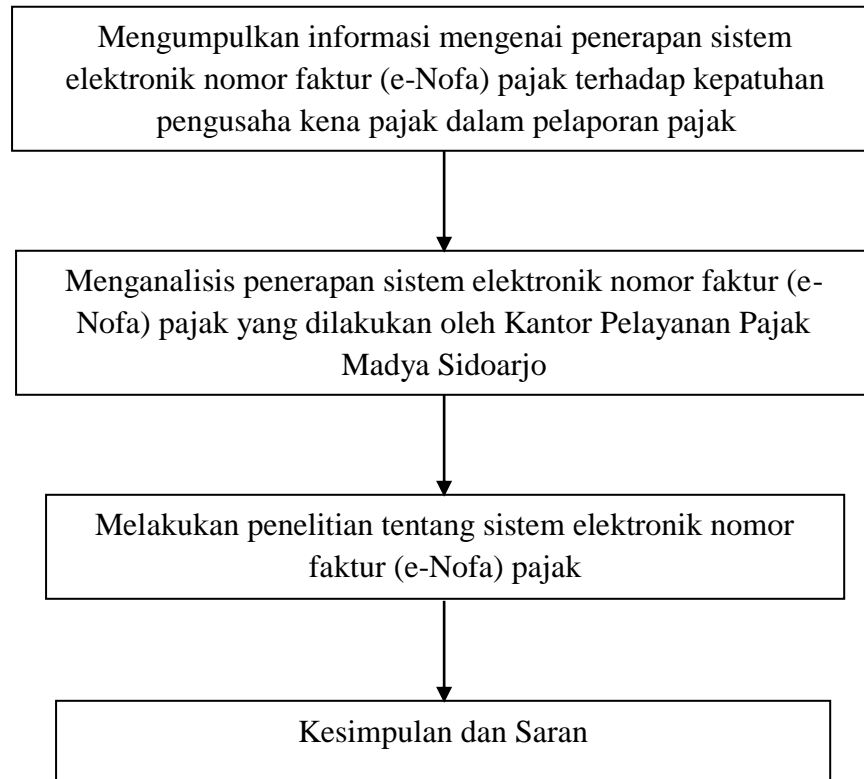 Mengumpulkan informasi mengenai penerapan sistem
elektronik nomor faktur (e-Nofa) pajak terhadap kepatuhan
pengusaha kena pajak dalam pelaporan pajak
Menganalisis penerapan sistem elektronik nomor faktur (e-
Nofa) pajak yang dilakukan oleh Kantor Pelayanan Pajak
Madya Sidoarjo
Melakukan penelitian tentang sistem elektronik nomor
faktur (e-Nofa) pajak
Kesimpulan dan Saran